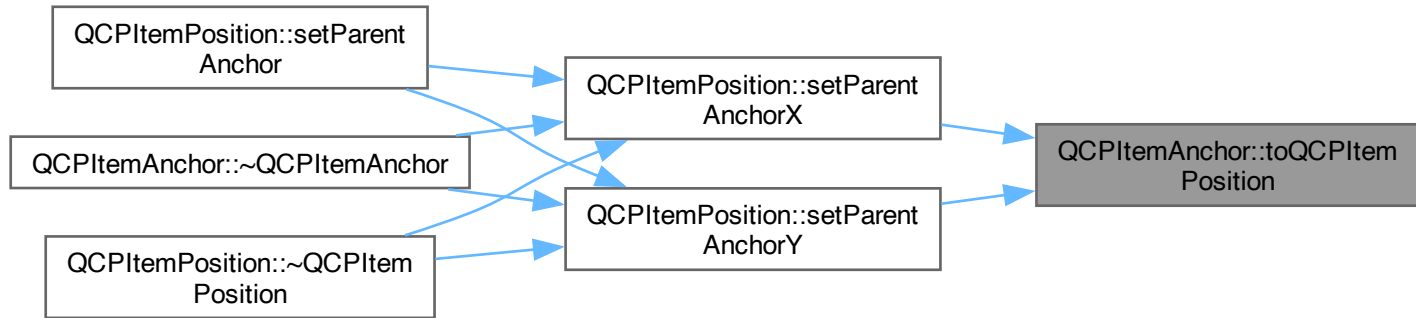 QCPItemPosition::setParent
Anchor
QCPItemAnchor::~QCPItemAnchor
QCPItemPosition::~QCPItem
Position
QCPItemPosition::setParent
AnchorX
QCPItemPosition::setParent
AnchorY
QCPItemAnchor::toQCPItem
Position